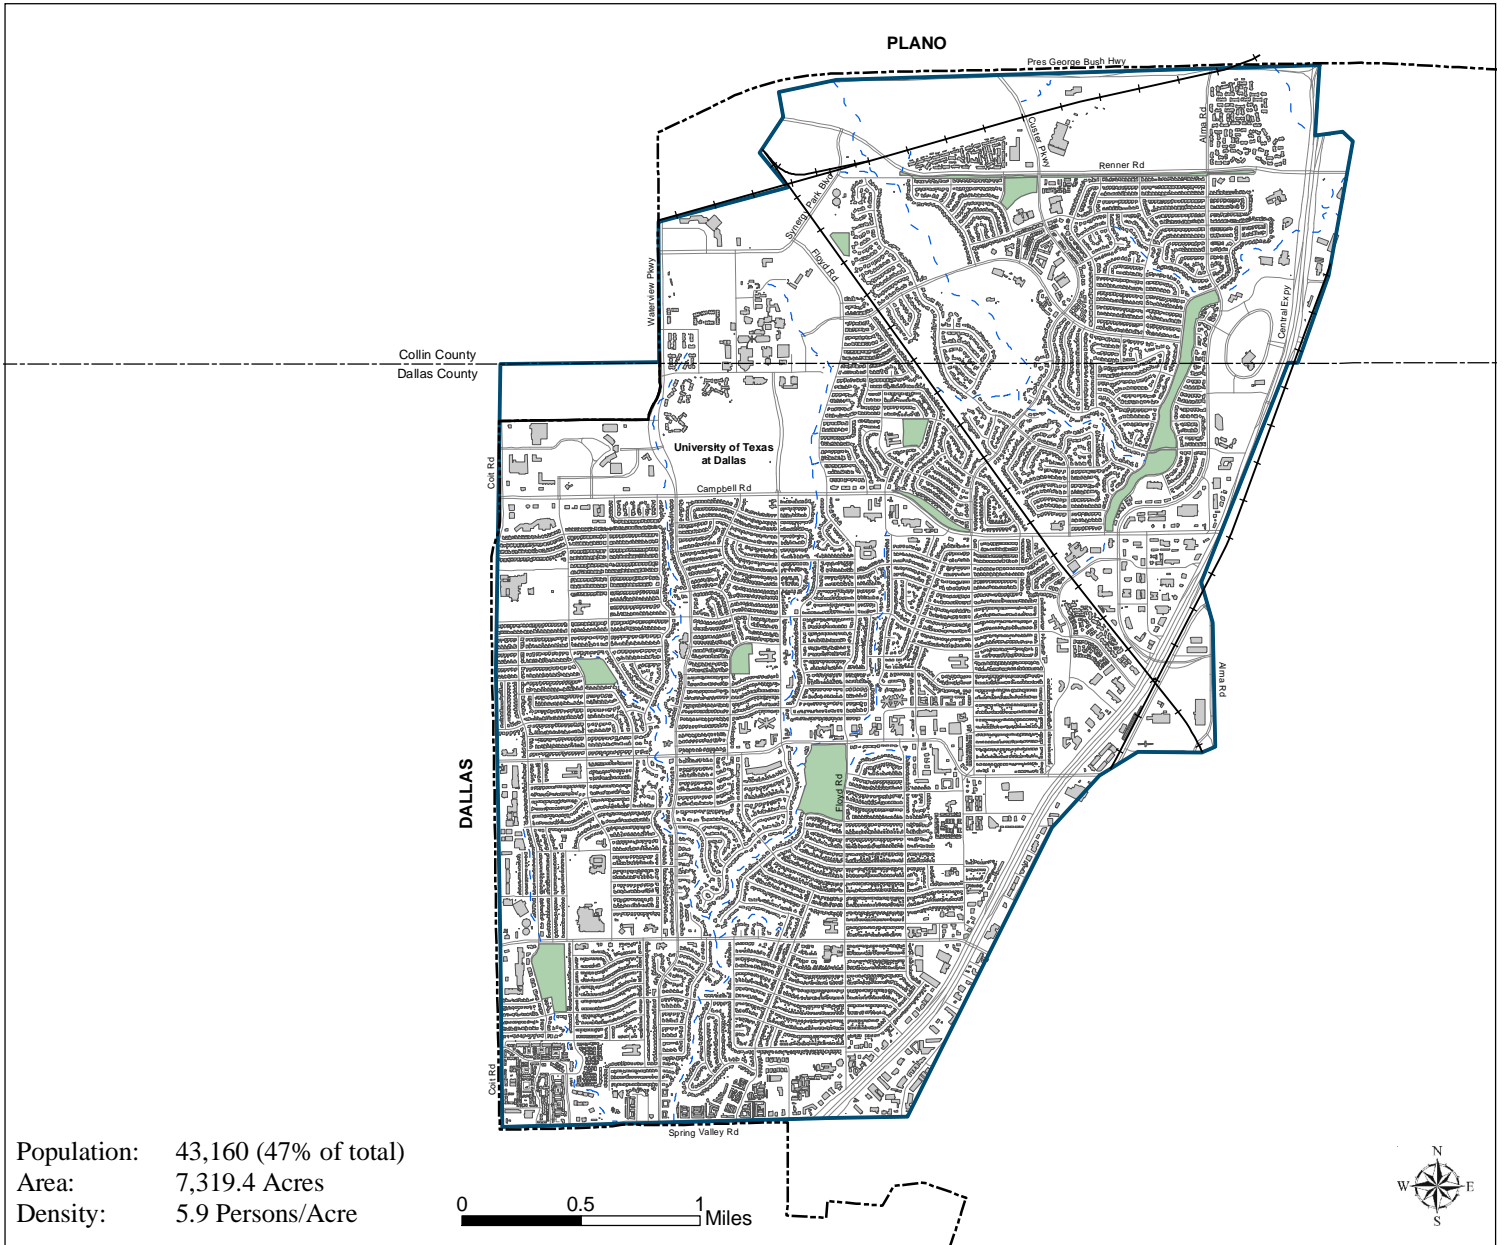 PLANO
Pres George Bush Hwy
Custer Pkwy
Alma Rd
Renner Rd
Synergy Park Blvd
Floyd Rd
Waterview Pkwy
Central Expy
Collin County
Dallas County
University of Texas
at Dallas
Coit Rd
Campbell Rd
Alma Rd
DALLAS
Floyd Rd
Coit Rd
Spring Valley Rd
Population: 43,160 (47% of total)
Area: 7,319.4 Acres
Density: 5.9 Persons/Acre
0 0.5 1
Miles
N
W E
S